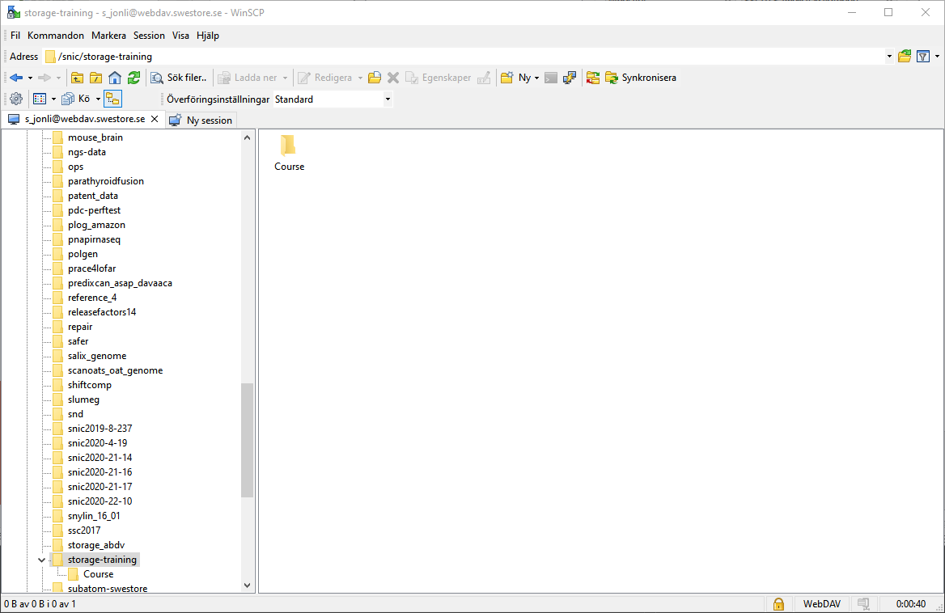 storage-training - s_jonli@webdav.swestore.se - WinSCP
Fil Kommandon Markera Session Visa Hjälp
Adress /snic/storage-training
Sök filer.. Ladda ner Redigera Egenskaper Ny Synkronisera
Kö Överföringsinställningar Standard
s_jonli@webdav.swestore.se Ny session
mouse_brain
ngs-data
ops
parathyroidfusion
patent_data
pdc-perftest
plog_amazon
pnapirnaseq
polgen
prace4lofar
predixcan_asap_davaaca
reference_4
releasefactors14
repair
safer
salix_genome
scanoats_oat_genome
shiftcomp
slumeg
snd
snic2019-8-237
snic2020-4-19
snic2020-21-14
snic2020-21-16
snic2020-21-17
snic2020-22-10
snylin_16_01
ssc2017
storage_abdv
storage-training
Course
subatom-swestore
Course
0 B av 0 B i 0 av 1 WebDAV 0:00:40